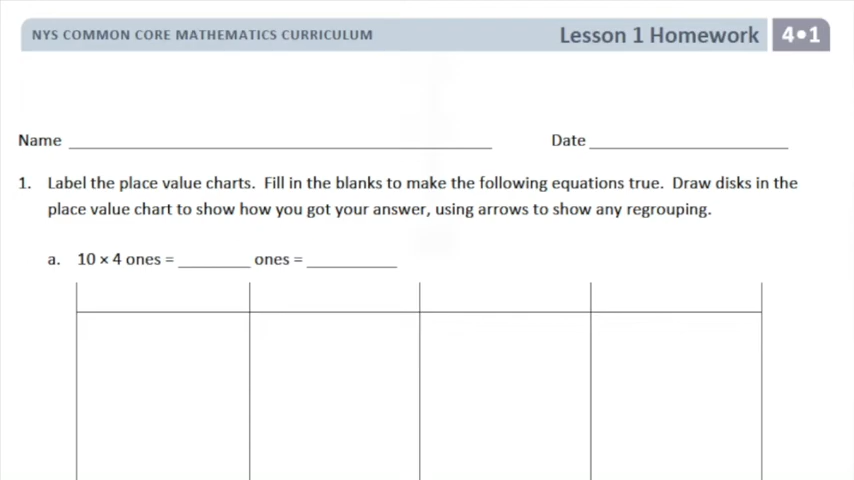 NYS COMMON CORE MATHEMATICS CURRICULUM Lesson 1 Homework 4•1
Name ____________ Date ____________
1. Label the place value charts. Fill in the blanks to make the following equations true. Draw disks in the
place value chart to show how you got your answer, using arrows to show any regrouping.
a. 10 × 4 ones = ________ ones = __________